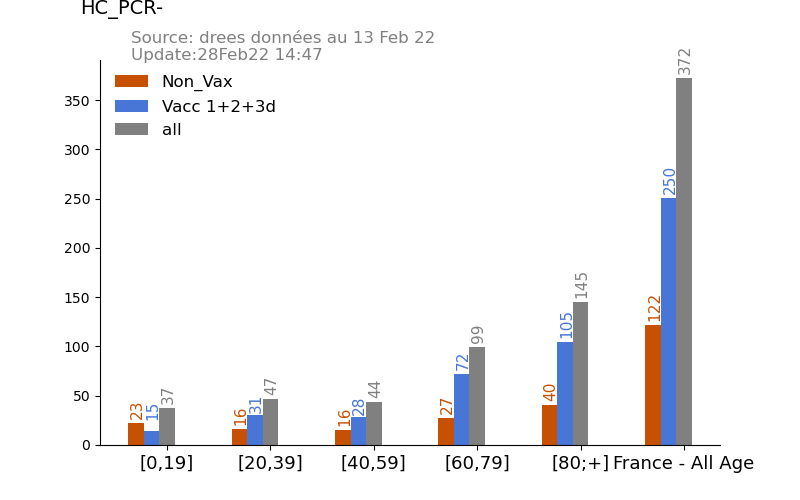 HC_PCR-
Source: drees données au 13 Feb 22
Update:28Feb22 14:47
Non_Vax
Vacc 1+2+3d
all
350
300
250
200
150
100
50
0
23 15 37
16 31 47
16 28 44
27 72 99
40 105 145
122 250 372
[0,19] [20,39] [40,59] [60,79] [80;+] France - All Age